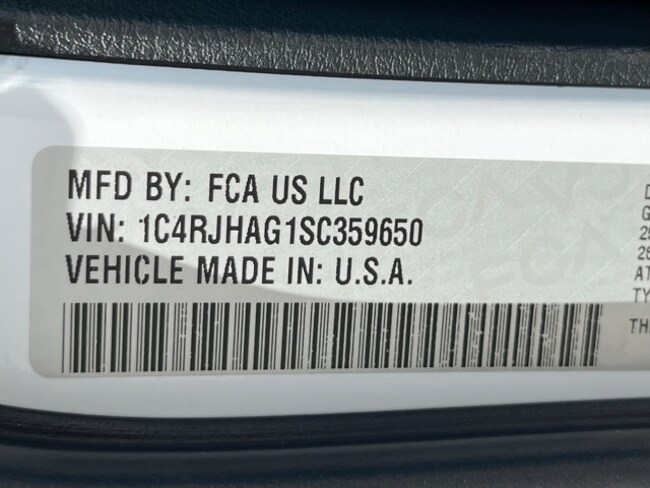 MFD BY: FCA US LLC
VIN: 1C4RJHAG1SC359650
VEHICLE MADE IN: U.S.A.